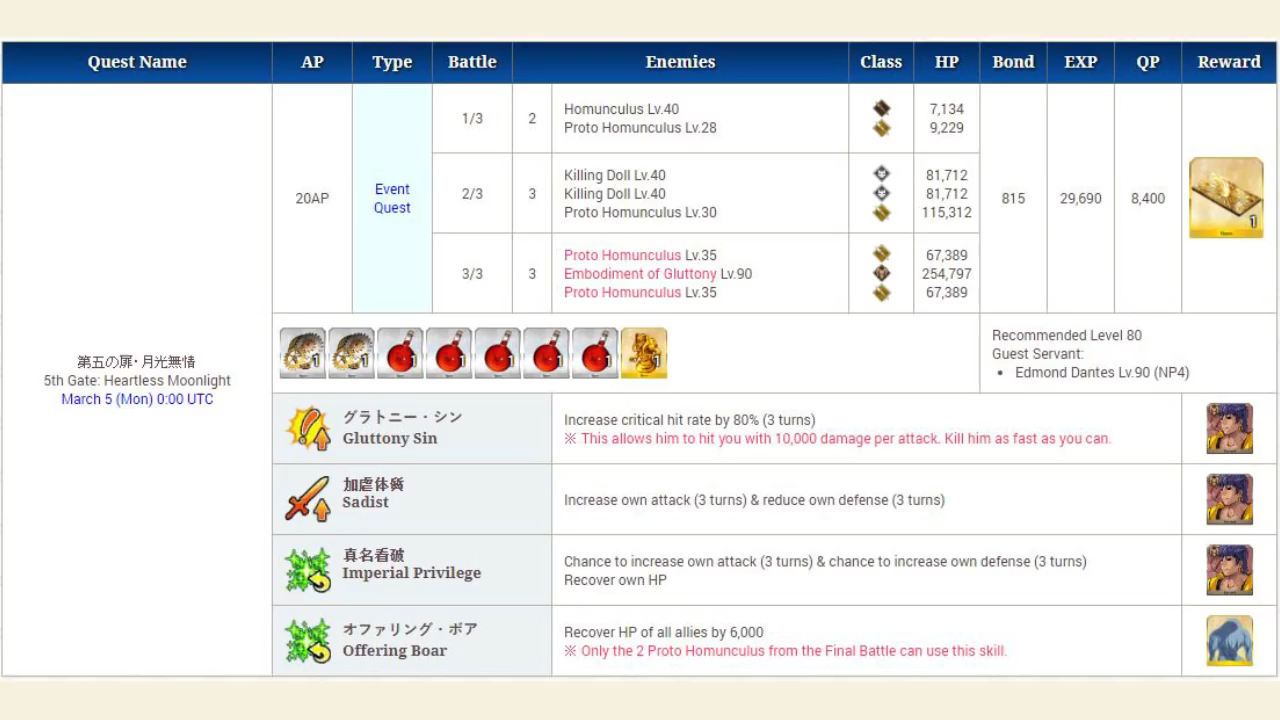 Quest Name AP Type Battle Enemies Class HP Bond EXP QP Reward
第五の扉・月光無情
5th Gate: Heartless Moonlight
March 5 (Mon) 0:00 UTC
20AP
Event
Quest
1/3
2
Homunculus Lv.40
Proto Homunculus Lv.28
7,134
9,229
2/3
3
Killing Doll Lv.40
Killing Doll Lv.40
Proto Homunculus Lv.30
81,712
81,712
115,312
3/3
3
Proto Homunculus Lv.35
Embodiment of Gluttony Lv.90
Proto Homunculus Lv.35
67,389
254,797
67,389
815
29,690
8,400
1
1 1 1 1 1 1 1 1
Recommended Level 80
Guest Servant:
• Edmond Dantes Lv.90 (NP4)
グラトニー・シン
Gluttony Sin
Increase critical hit rate by 80% (3 turns)
※ This allows him to hit you with 10,000 damage per attack. Kill him as fast as you can.
加虐体質
Sadist
Increase own attack (3 turns) & reduce own defense (3 turns)
真名看破
Imperial Privilege
Chance to increase own attack (3 turns) & chance to increase own defense (3 turns)
Recover own HP
オファリング・ボア
Offering Boar
Recover HP of all allies by 6,000
※ Only the 2 Proto Homunculus from the Final Battle can use this skill.